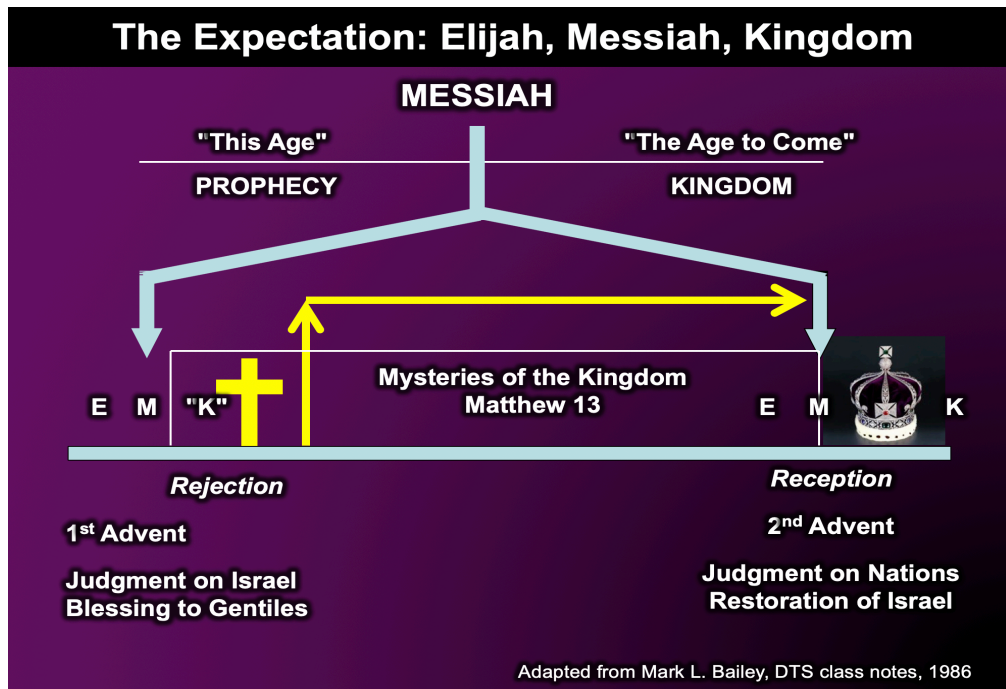 The Expectation: Elijah, Messiah, Kingdom
MESSIAH
"This Age"
"The Age to Come"
PROPHECY
KINGDOM
Mysteries of the Kingdom
Matthew 13
E M "K"
E M K
Rejection
Reception
1st Advent
2nd Advent
Judgment on Israel
Blessing to Gentiles
Judgment on Nations
Restoration of Israel
Adapted from Mark L. Bailey, DTS class notes, 1986